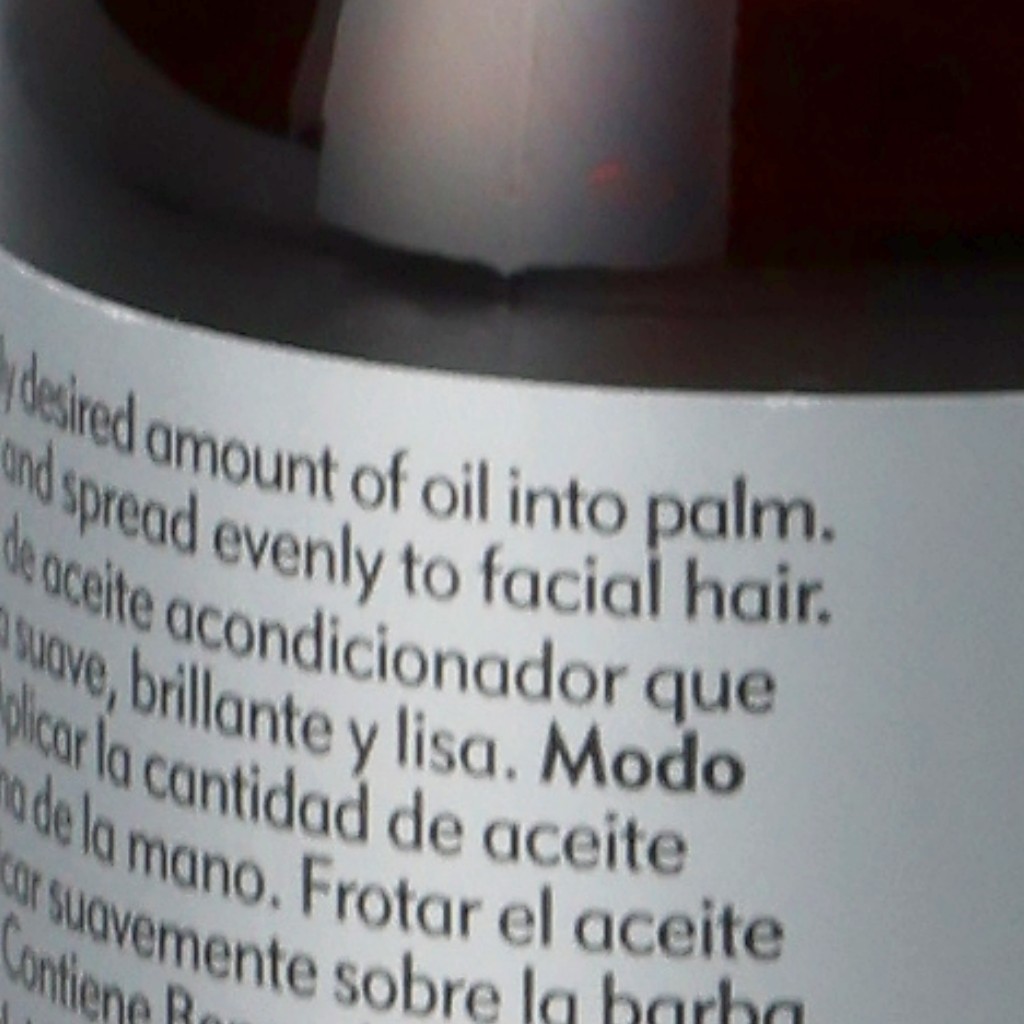 desired amount of oil into palm.
and spread evenly to facial hair.
de aceite acondicionador que
suave, brillante y lisa. Modo
la cantidad de aceite
de la mano. Frotar el aceite
suavemente sobre la barba
Contiene